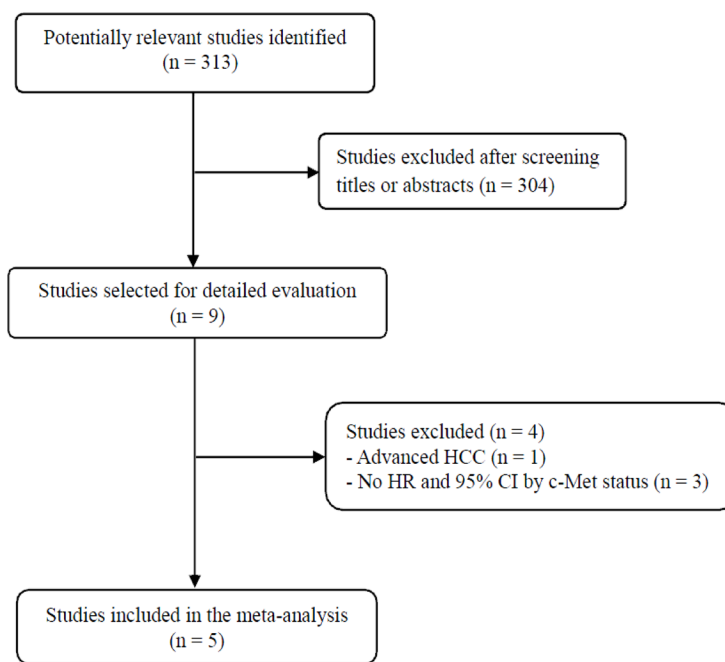 Potentially relevant studies identified
(n = 313)
Studies excluded after screening
titles or abstracts (n = 304)
Studies selected for detailed evaluation
(n = 9)
Studies excluded (n = 4)
- Advanced HCC (n = 1)
- No HR and 95% CI by c-Met status (n = 3)
Studies included in the meta-analysis
(n = 5)